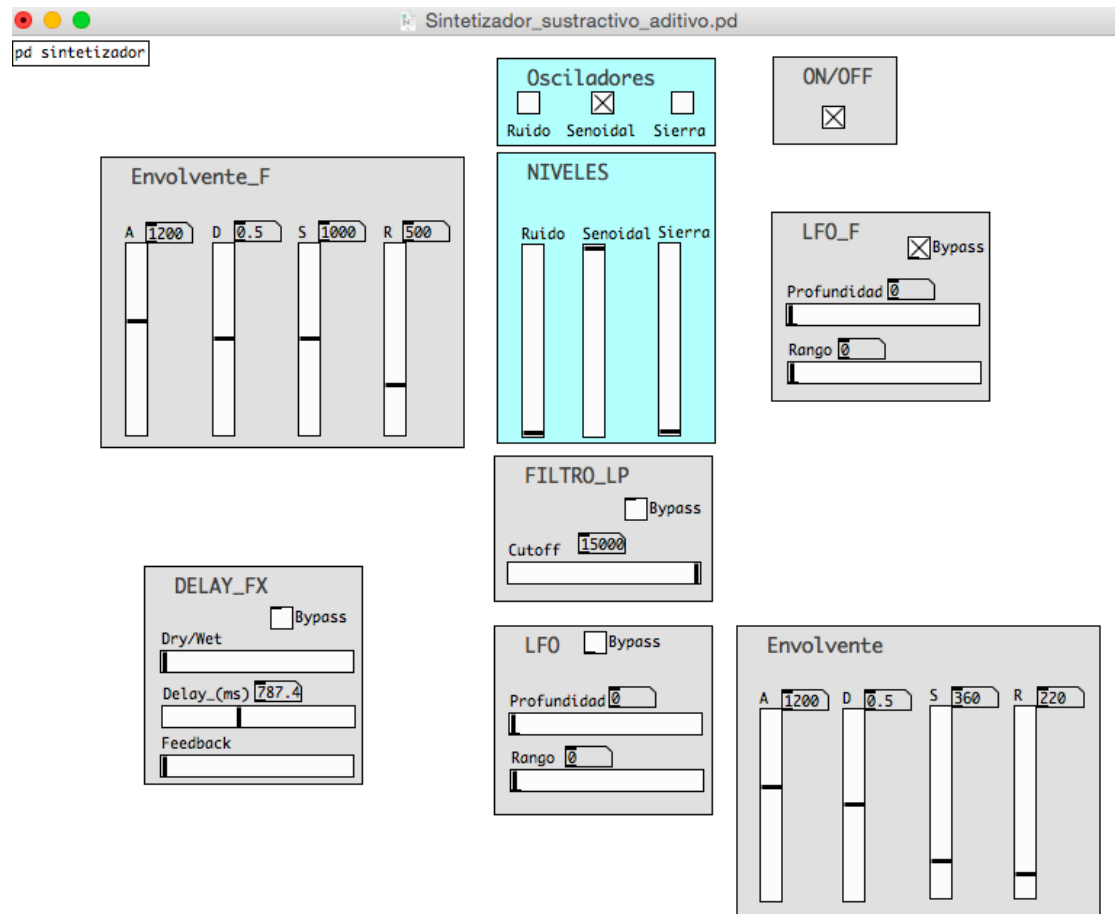 Sintetizador_sustractivo_aditivo.pd
pd sintetizador
Osciladores
Ruido Senoidal Sierra
ON/OFF
Envolvente_F
A 1200 D 0.5 S 1000 R 500
NIVELES
Ruido Senoidal Sierra
LFO_F
Bypass
Profundidad 0
Rango 0
FILTRO_LP
Bypass
Cutoff 15000
DELAY_FX
Bypass
Dry/Wet
Delay_(ms) 787.4
Feedback
LFO Bypass
Profundidad 0
Rango 0
Envolvente
A 1200 D 0.5 S 360 R 220